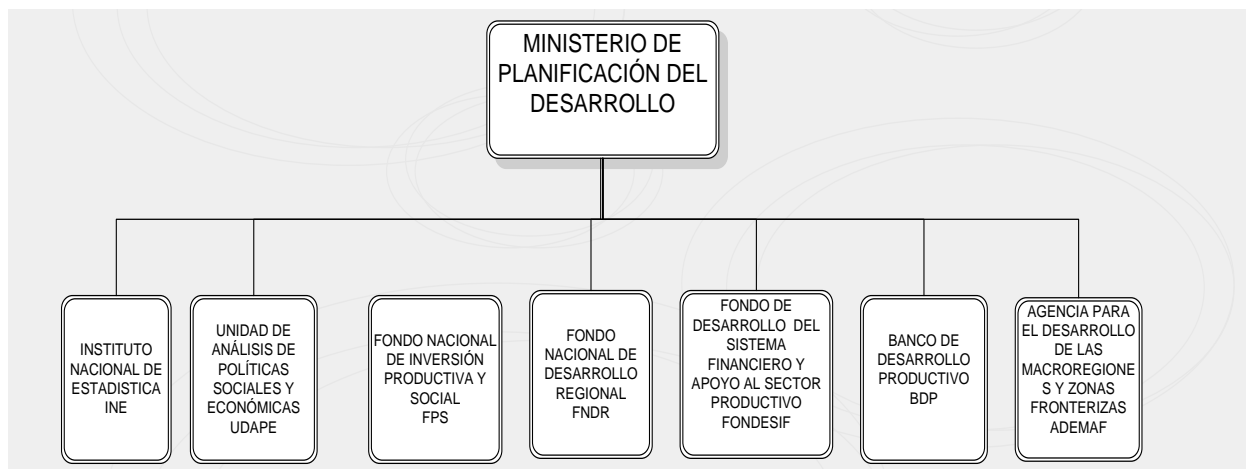 MINISTERIO DE
PLANIFICACIÓN DEL
DESARROLLO
INSTITUTO
NACIONAL DE
ESTADISTICA
INE
UNIDAD DE
ANÁLISIS DE
POLÍTICAS
SOCIALES Y
ECONÓMICAS
UDAPE
FONDO NACIONAL
DE INVERSIÓN
PRODUCTIVA Y
SOCIAL
FPS
FONDO
NACIONAL DE
DESARROLLO
REGIONAL
FNDR
FONDO DE
DESARROLLO DEL
SISTEMA
FINANCIERO Y
APOYO AL SECTOR
PRODUCTIVO
FONDESIF
BANCO DE
DESARROLLO
PRODUCTIVO
BDP
AGENCIA PARA
EL DESARROLLO
DE LAS
MACROREGIONE
S Y ZONAS
FRONTERIZAS
ADEMAF